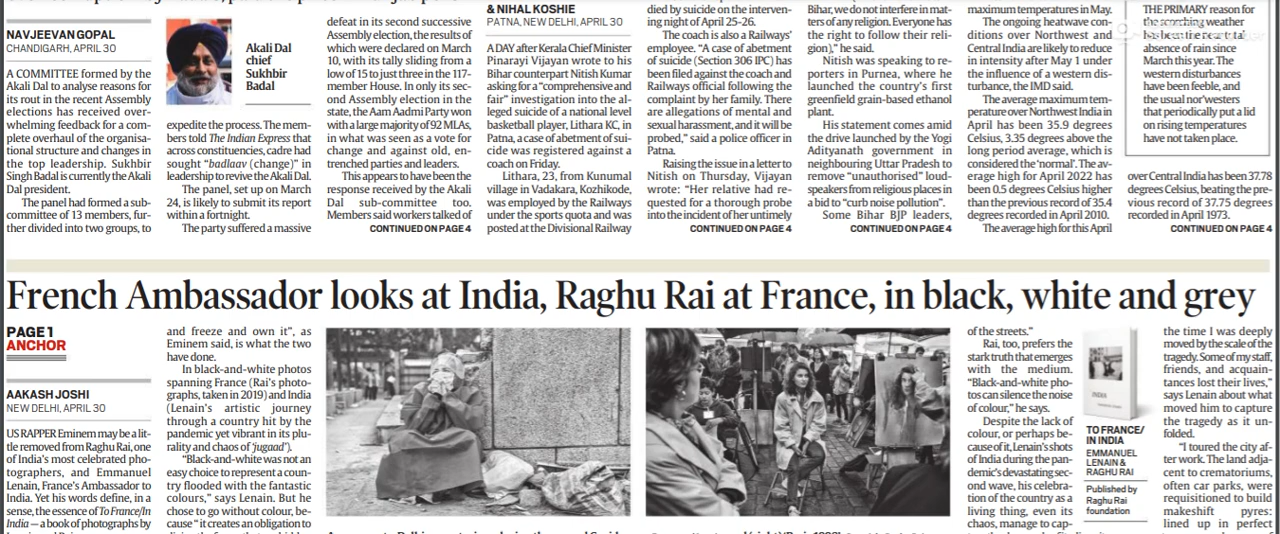 NAVJEEVAN GOPAL
CHANDIGARH, APRIL 30
A COMMITTEE formed by the
Akali Dal to analyse reasons for
its rout in the recent Assembly
elections has received over-
whelming feedback for a com-
plete overhaul of the organisa-
tional structure and changes in
the top leadership. Sukhbir
Singh Badal is currently the Akali
Dal president.
The panel had formed a sub-
committee of 13 members, fur-
ther divided into two groups, to
Akali Dal
chief
Sukhbir
Badal
expedite the process. The mem-
bers told The Indian Express that
across constituencies, cadre had
sought "badlaav (change)" in
leadership to revive the Akali Dal.
The panel, set up on March
24, is likely to submit its report
within a fortnight.
The party suffered a massive
defeat in its second successive
Assembly election, the results of
which were declared on March
10, with its tally sliding from a
low of 15 to just three in the 117-
member House. In only its sec-
ond Assembly election in the
state, the Aam Aadmi Party won
with a large majority of 92 MLAs,
in what was seen as a vote for
change and against old, en-
trenched parties and leaders.
This appears to have been the
response received by the Akali
Dal sub-committee too.
Members said workers talked of
CONTINUED ON PAGE 4
& NIHAL KOSHIE
PATNA, NEW DELHI, APRIL 30
A DAY after Kerala Chief Minister
Pinarayi Vijayan wrote to his
Bihar counterpart Nitish Kumar
asking for a "comprehensive and
fair" investigation into the al-
leged suicide of a national level
basketball player, Lithara KC, in
Patna, a case of abetment of sui-
cide was registered against a
coach on Friday.
Lithara, 23, from Kunumal
village in Vadakara, Kozhikode,
was employed by the Railways
under the sports quota and was
posted at the Divisional Railway
died by suicide on the interven-
ing night of April 25-26.
The coach is also a Railways'
employee. "A case of abetment
of suicide (Section 306 IPC) has
been filed against the coach and
Railways official following the
complaint by her family. There
are allegations of mental and
sexual harassment, and it will be
probed," said a police officer in
Patna.
Raising the issue in a letter to
Nitish on Thursday, Vijayan
wrote: "Her relative had re-
quested for a thorough probe
into the incident of her untimely
CONTINUED ON PAGE 4
Bihar, we do not interfere in mat-
ters of any religion. Everyone has
the right to follow their reli-
gion)," he said.
Nitish was speaking to re-
porters in Purnea, where he
launched the country's first
greenfield grain-based ethanol
plant.
His statement comes amid
the drive launched by the Yogi
Adityanath government in
neighbouring Uttar Pradesh to
remove "unauthorised" loud-
speakers from religious places in
a bid to "curb noise pollution".
Some Bihar BJP leaders,
CONTINUED ON PAGE 4
maximum temperatures in May.
The ongoing heatwave con-
ditions over Northwest and
Central India are likely to reduce
in intensity after May 1 under
the influence of a western dis-
turbance, the IMD said.
The average maximum tem-
perature over Northwest India in
April has been 35.9 degrees
Celsius, 3.35 degrees above the
long period average, which is
considered the 'normal'. The av-
erage high for April 2022 has
been 0.5 degrees Celsius higher
than the previous record of 35.4
degrees recorded in April 2010.
The average high for this April
THE PRIMARY reason for
the scorching weather
has been the near total
absence of rain since
March this year. The
western disturbances
have been feeble, and
the usual nor'westers
that periodically put a lid
on rising temperatures
have not taken place.
over Central India has been 37.78
degrees Celsius, beating the pre-
vious record of 37.75 degrees
recorded in April 1973.
CONTINUED ON PAGE 4
French Ambassador looks at India, Raghu Rai at France, in black, white and grey
PAGE 1
ANCHOR
AAKASH JOSHI
NEW DELHI, APRIL 30
US RAPPER Eminem may be a lit-
tle removed from Raghu Rai, one
of India's most celebrated pho-
tographers, and Emmanuel
Lenain, France's Ambassador to
India. Yet his words define, in a
sense, the essence of To France/In
India — a book of photographs by
and freeze and own it", as
Eminem said, is what the two
have done.
In black-and-white photos
spanning France (Rai's photo-
graphs, taken in 2019) and India
(Lenain's artistic journey
through a country hit by the
pandemic yet vibrant in its plu-
rality and chaos of 'jugaad').
"Black-and-white was not an
easy choice to represent a coun-
try flooded with the fantastic
colours," says Lenain. But he
chose to go without colour, be-
cause "it creates an obligation to
of the streets."
Rai, too, prefers the
stark truth that emerges
with the medium.
"Black-and-white pho-
tos can silence the noise
of colour," he says.
Despite the lack of
colour, or perhaps be-
cause of it, Lenain's shots
of India during the pan-
demic's devastating sec-
ond wave, his celebra-
tion of the country as a
living thing, even its
chaos, manage to cap-
TO FRANCE/
IN INDIA
EMMANUEL
LENAIN &
RAGHU RAI
Published by
Raghu Rai
foundation
the time I was deeply
moved by the scale of the
tragedy. Some of my staff,
friends, and acquain-
tances lost their lives,"
says Lenain about what
moved him to capture
the tragedy as it un-
folded.
"I toured the city af-
ter work. The land adja-
cent to crematoriums,
often car parks, were
requisitioned to build
makeshift pyres:
lined up in perfect